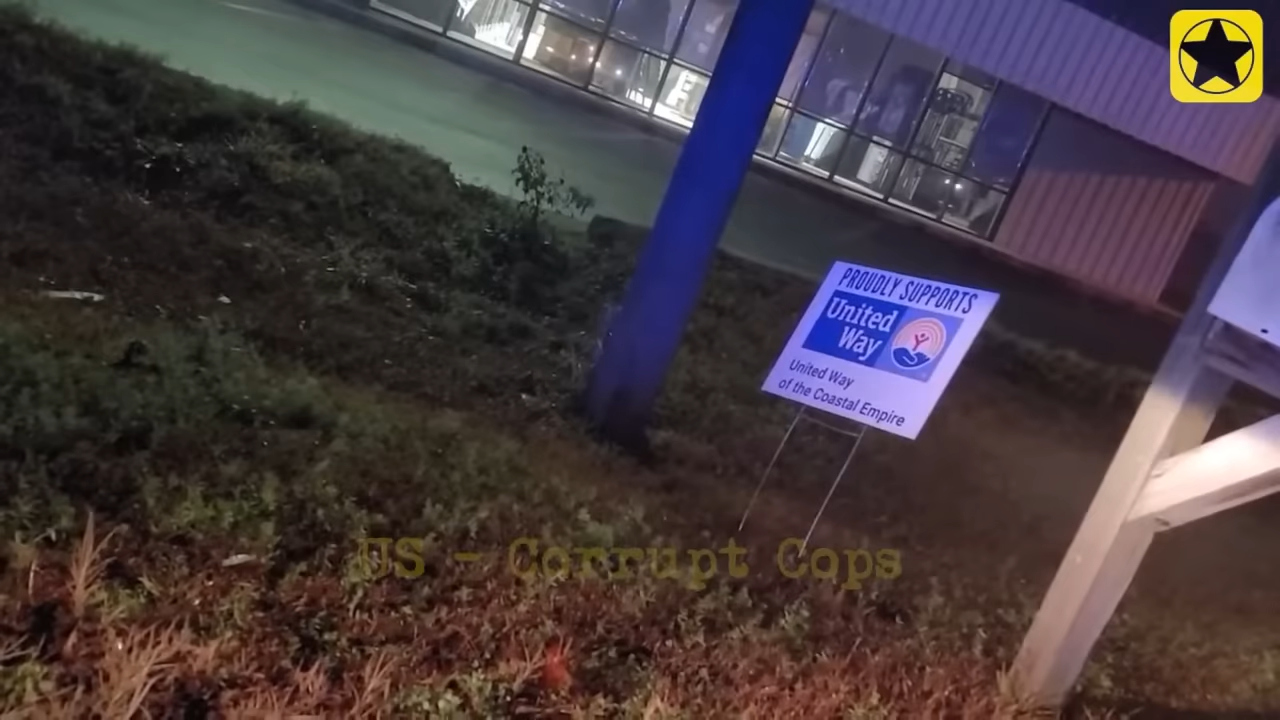 PROUDLY SUPPORTS
United
Way
United Way
of the Coastal Empire
US - Corrupt Cops